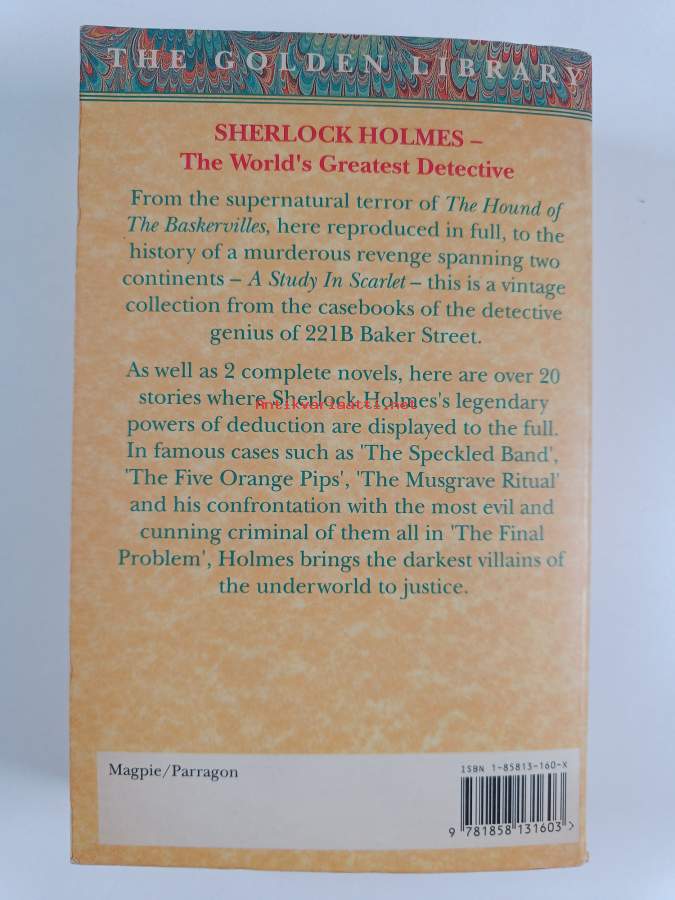 THE GOLDEN LIBRARY
SHERLOCK HOLMES –
The World's Greatest Detective
From the supernatural terror of The Hound of
The Baskervilles, here reproduced in full, to the
history of a murderous revenge spanning two
continents – A Study In Scarlet – this is a vintage
collection from the casebooks of the detective
genius of 221B Baker Street.
As well as 2 complete novels, here are over 20
stories where Sherlock Holmes's legendary
Antikvariaatti.net
powers of deduction are displayed to the full.
In famous cases such as 'The Speckled Band',
'The Five Orange Pips', 'The Musgrave Ritual'
and his confrontation with the most evil and
cunning criminal of them all in 'The Final
Problem', Holmes brings the darkest villains of
the underworld to justice.
Magpie/Parragon
ISBN 1-85813-160-X
9 781858 131603 >